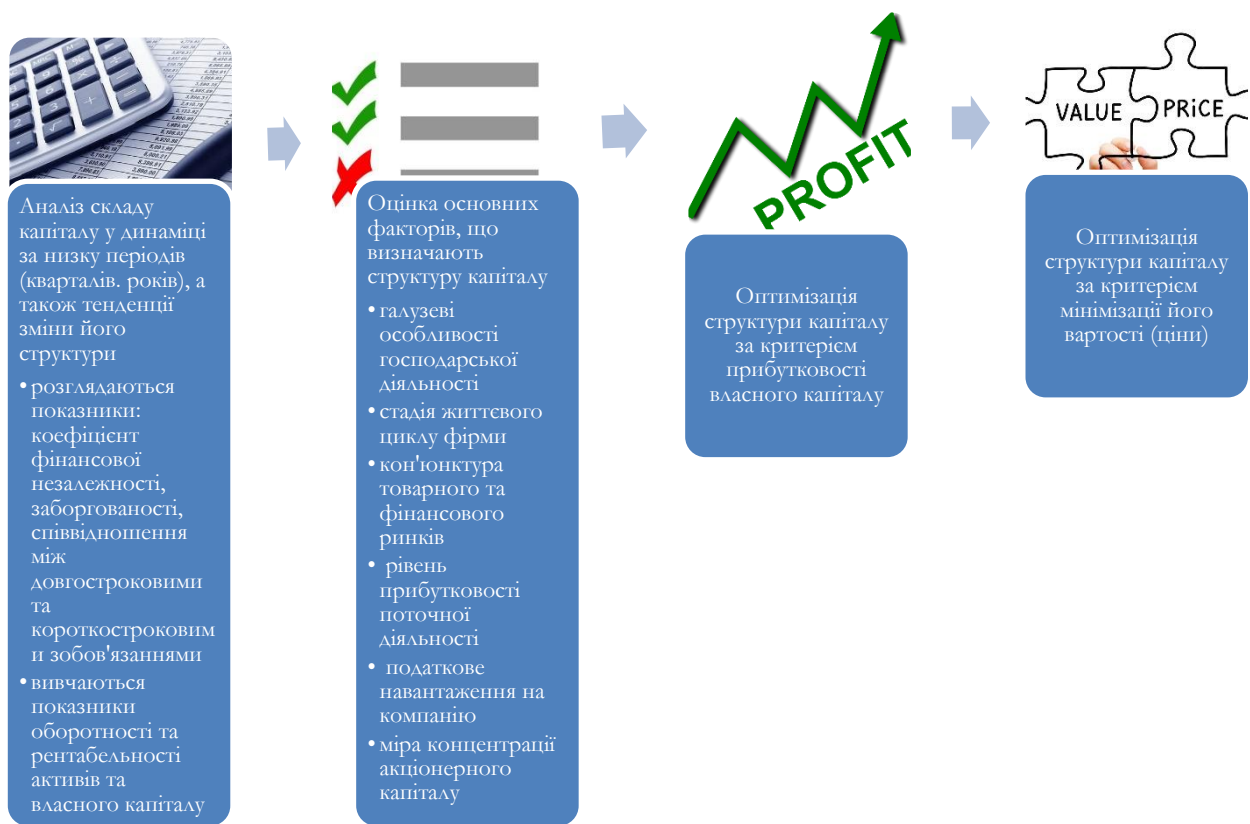 Аналіз складу
капіталу у динаміці
за низку періодів
(кварталів. років), а
також тенденції
зміни його
структури
• розглядаються
показники:
коефіцієнт
фінансової
незалежності,
заборгованості,
співвідношення
між
довгостроковими
та
короткостроковим
и зобов'язаннями
• вивчаються
показники
оборотності та
рентабельності
активів та
власного капіталу
Оцінка основних
факторів, що
визначають
структуру капіталу
• галузеві
особливості
господарської
діяльності
• стадія життєвого
циклу фірми
• кон'юнктура
товарного та
фінансового
ринків
• рівень
прибутковості
поточної
діяльності
• податкове
навантаження на
компанію
• міра концентрації
акціонерного
капіталу
PROFIT
Оптимізація
структури капіталу
за критерієм
прибутковості
власного капіталу
VALUE PRiCE
Оптимізація
структури капіталу
за критерієм
мінімізації його
вартості (ціни)